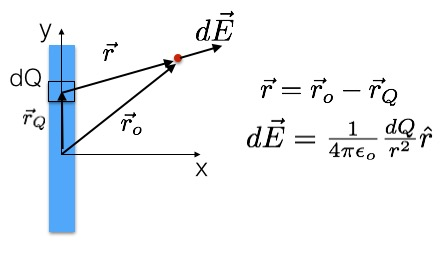 y
r⃗
dE⃗
dQ
r⃗_Q
r⃗_o
x
r⃗ = r⃗_o − r⃗_Q
dE⃗ = 1/(4πϵ_o) dQ/r² r̂